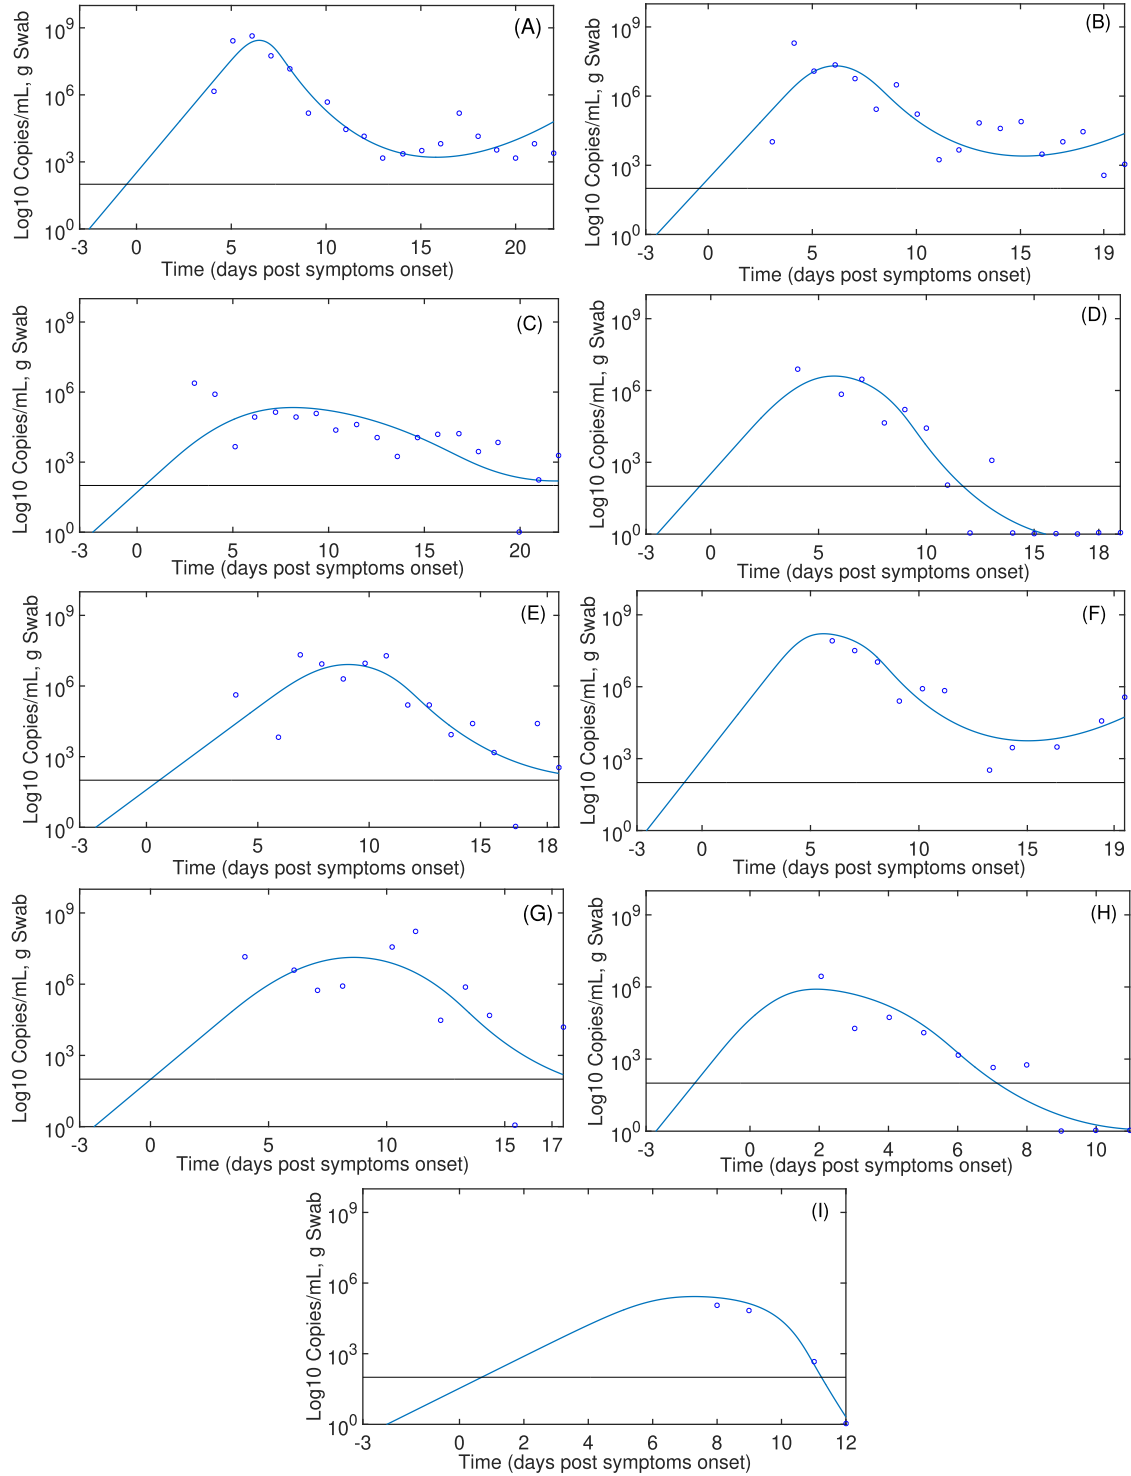 (A)
Log10 Copies/mL, g Swab
10^9
10^6
10^3
10^0
-3 0 5 10 15 20
Time (days post symptoms onset)
(B)
Log10 Copies/mL, g Swab
10^9
10^6
10^3
10^0
-3 0 5 10 15 19
Time (days post symptoms onset)
(C)
Log10 Copies/mL, g Swab
10^9
10^6
10^3
10^0
-3 0 5 10 15 20
Time (days post symptoms onset)
(D)
Log10 Copies/mL, g Swab
10^9
10^6
10^3
10^0
-3 0 5 10 15 18
Time (days post symptoms onset)
(E)
Log10 Copies/mL, g Swab
10^9
10^6
10^3
10^0
-3 0 5 10 15 18
Time (days post symptoms onset)
(F)
Log10 Copies/mL, g Swab
10^9
10^6
10^3
10^0
-3 0 5 10 15 19
Time (days post symptoms onset)
(G)
Log10 Copies/mL, g Swab
10^9
10^6
10^3
10^0
-3 0 5 10 15 17
Time (days post symptoms onset)
(H)
Log10 Copies/mL, g Swab
10^9
10^6
10^3
10^0
-3 0 2 4 6 8 10
Time (days post symptoms onset)
(I)
Log10 Copies/mL, g Swab
10^9
10^6
10^3
10^0
-3 0 2 4 6 8 10 12
Time (days post symptoms onset)